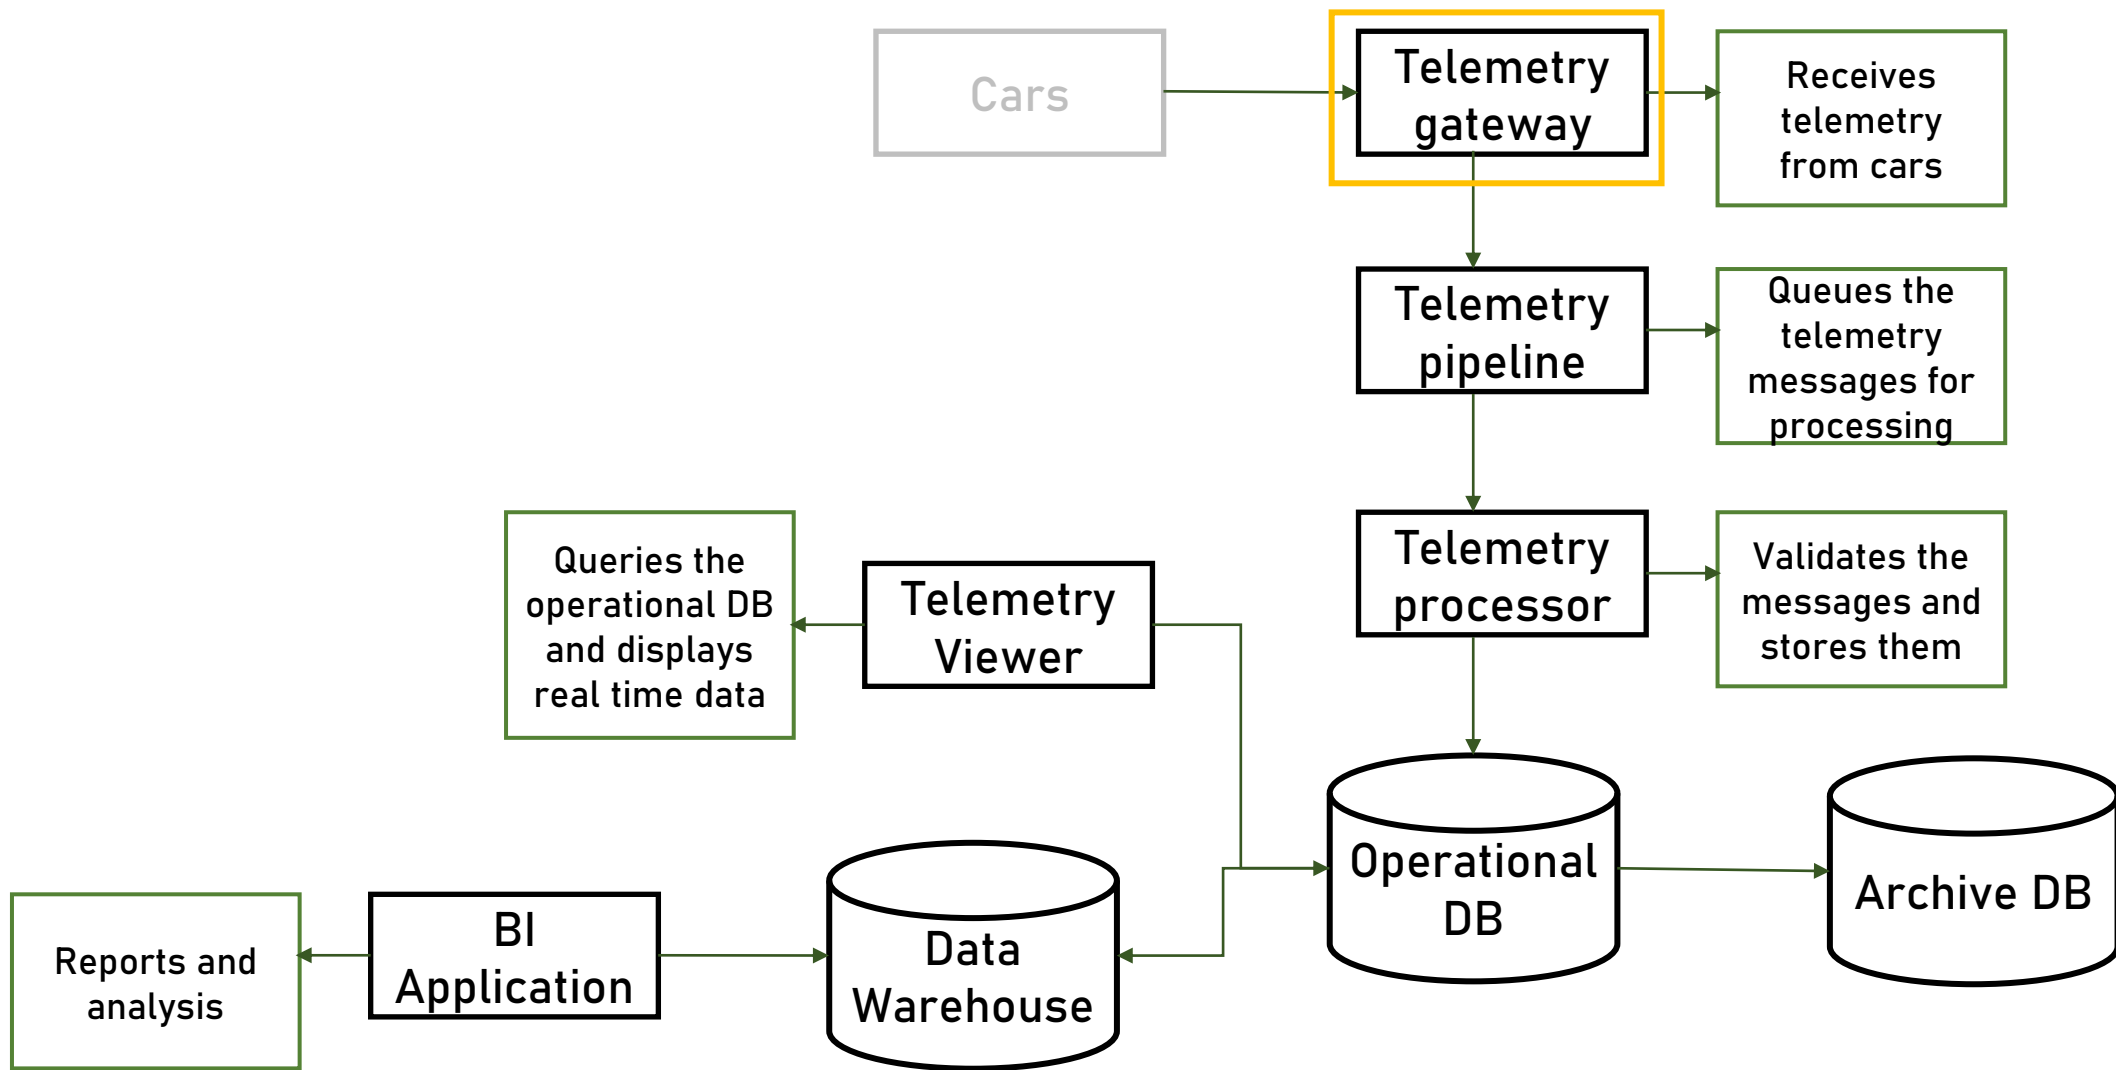 Cars
Telemetry
gateway
Receives
telemetry
from cars
Telemetry
pipeline
Queues the
telemetry
messages for
processing
Telemetry
processor
Validates the
messages and
stores them
Queries the
operational DB
and displays
real time data
Telemetry
Viewer
Operational
DB
Archive DB
Data
Warehouse
BI
Application
Reports and
analysis